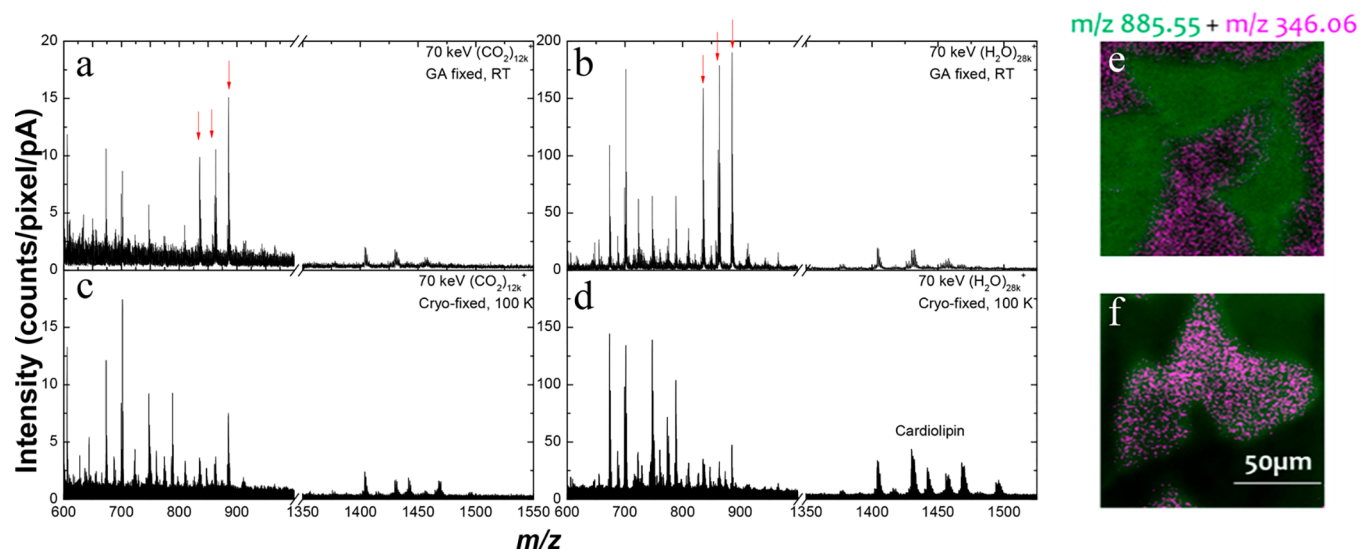 m/z 885.55 + m/z 346.06
20
15
10
5
0
a
70 keV (CO₂)₁₂ₖ⁺
GA fixed, RT
200
150
100
50
0
b
70 keV (H₂O)₂₈ₖ⁺
GA fixed, RT
e
15
10
5
0
c
70 keV (CO₂)₁₂ₖ⁺
Cryo-fixed, 100 K
150
100
50
0
d
70 keV (H₂O)₂₈ₖ⁺
Cryo-fixed, 100 K
Cardiolipin
f
50µm
600 700 800 900 1350 1400 1450 1500 1550
600 700 800 900 1350 1400 1500
Intensity (counts/pixel/pA)
m/z